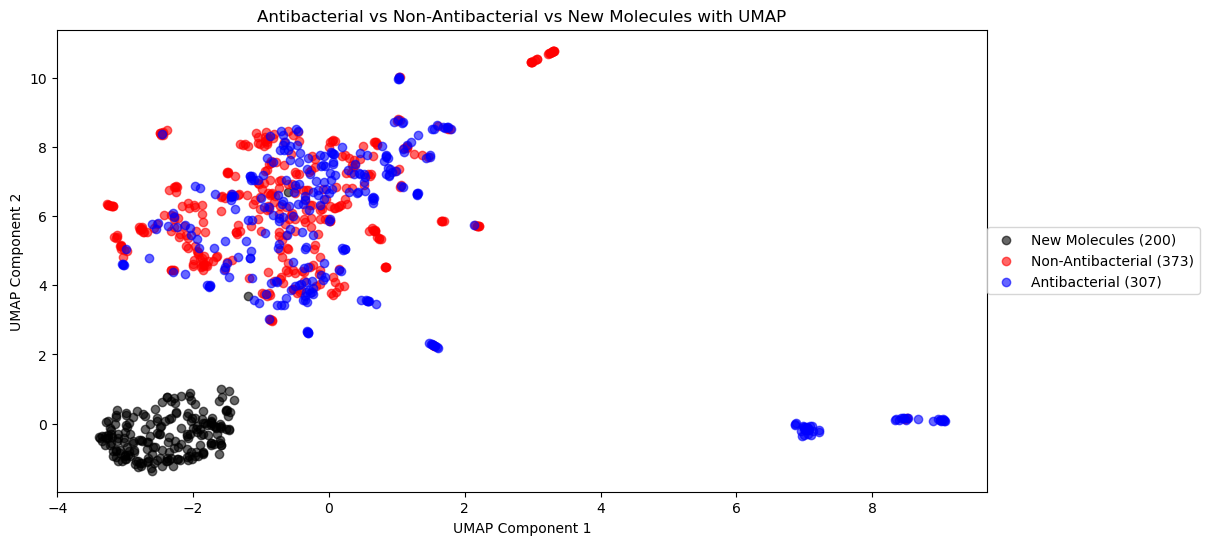 Antibacterial vs Non-Antibacterial vs New Molecules with UMAP
UMAP Component 2
10
8
6
4
2
0
−4
−2
0
2
4
6
8
UMAP Component 1
New Molecules (200)
Non-Antibacterial (373)
Antibacterial (307)